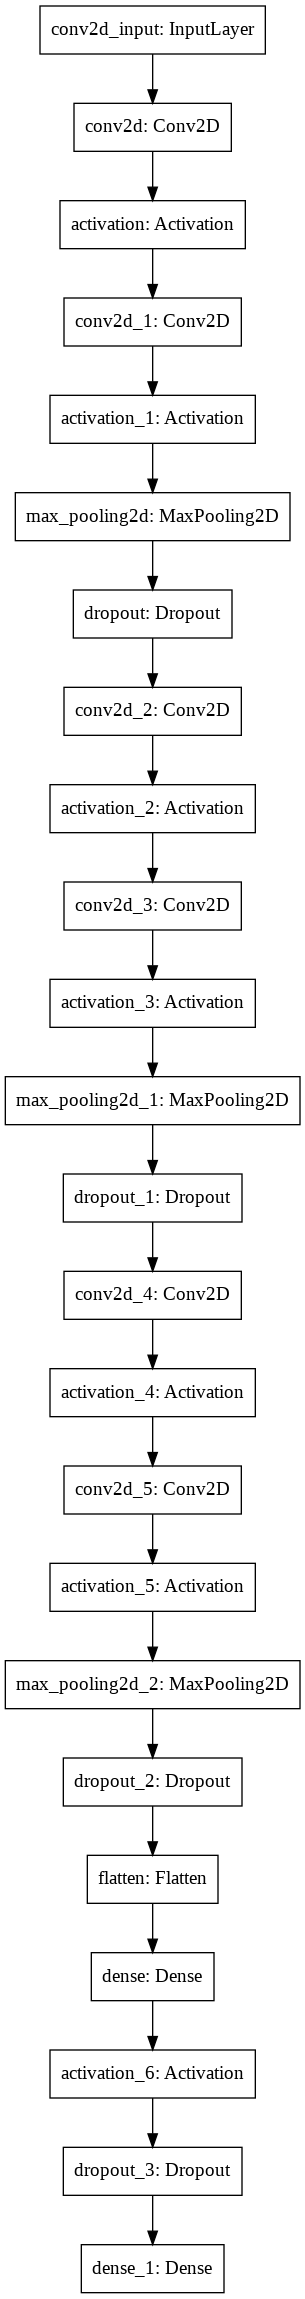 conv2d_input: InputLayer
conv2d: Conv2D
activation: Activation
conv2d_1: Conv2D
activation_1: Activation
max_pooling2d: MaxPooling2D
dropout: Dropout
conv2d_2: Conv2D
activation_2: Activation
conv2d_3: Conv2D
activation_3: Activation
max_pooling2d_1: MaxPooling2D
dropout_1: Dropout
conv2d_4: Conv2D
activation_4: Activation
conv2d_5: Conv2D
activation_5: Activation
max_pooling2d_2: MaxPooling2D
dropout_2: Dropout
flatten: Flatten
dense: Dense
activation_6: Activation
dropout_3: Dropout
dense_1: Dense